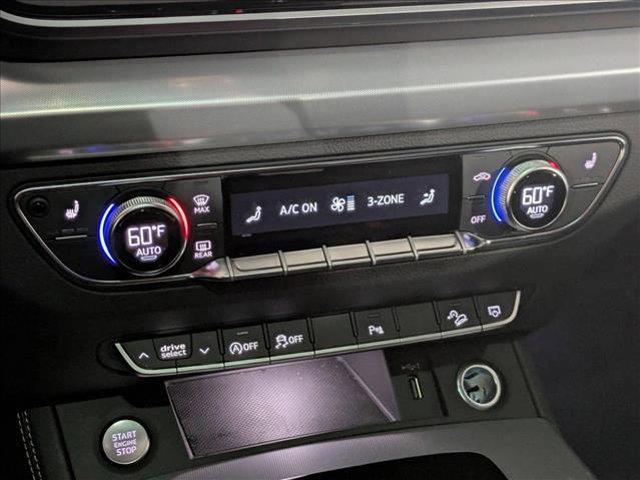 60°F
AUTO
MAX
REAR
A/C ON
3-ZONE
OFF
60°F
AUTO
drive
select
OFF
OFF
START
ENGINE
STOP